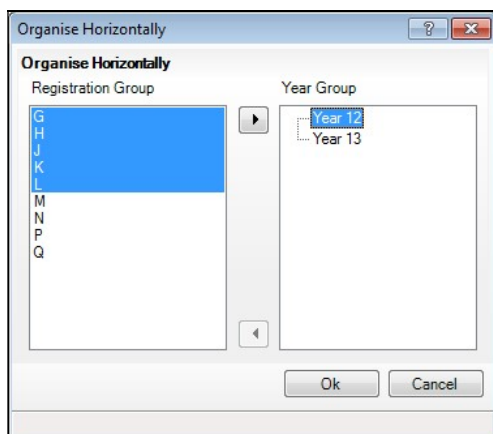 Organise Horizontally
?
Organise Horizontally
Registration Group
Year Group
G
H
J
K
L
M
N
P
Q
Year 12
Year 13
Ok
Cancel